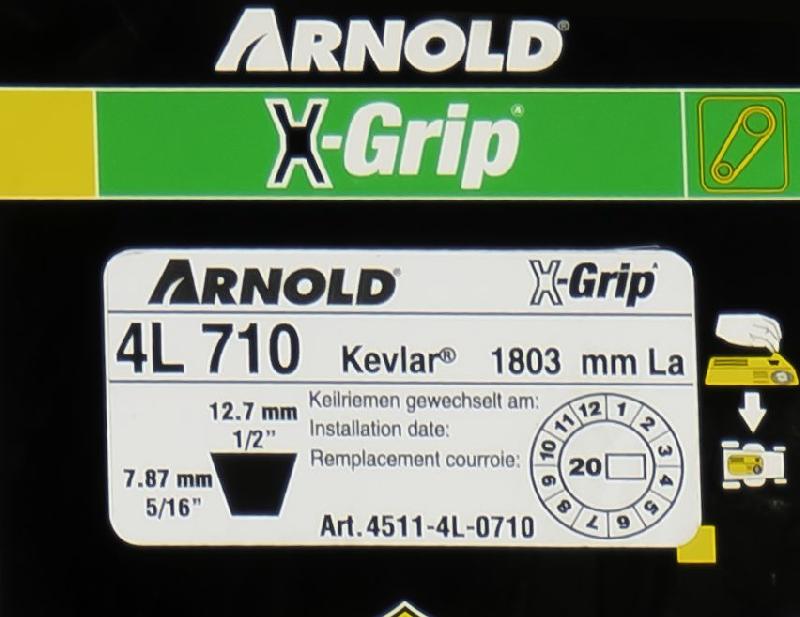 ARNOLD®
X-Grip
ARNOLD®
X-Grip
4L 710 Kevlar® 1803 mm La
12.7 mm
1/2”
7.87 mm
5/16”
Keilriemen gewechselt am:
Installation date:
Remplacement courroie:
1 2 3 4 5 6 7 8 9 10 11 12
20
Art. 4511-4L-0710